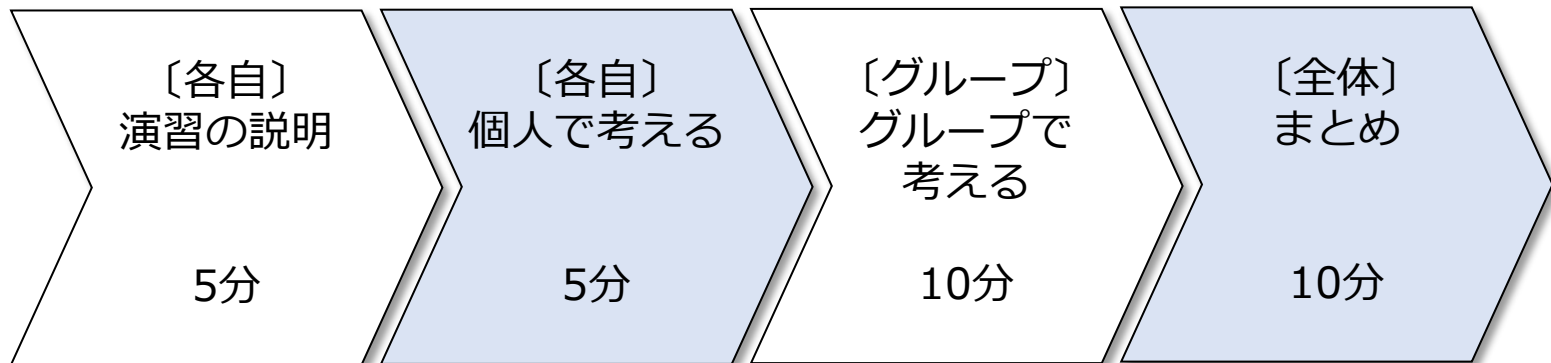 〔各自〕
演習の説明
5分
〔各自〕
個人で考える
5分
〔グループ〕
グループで
考える
10分
〔全体〕
まとめ
10分